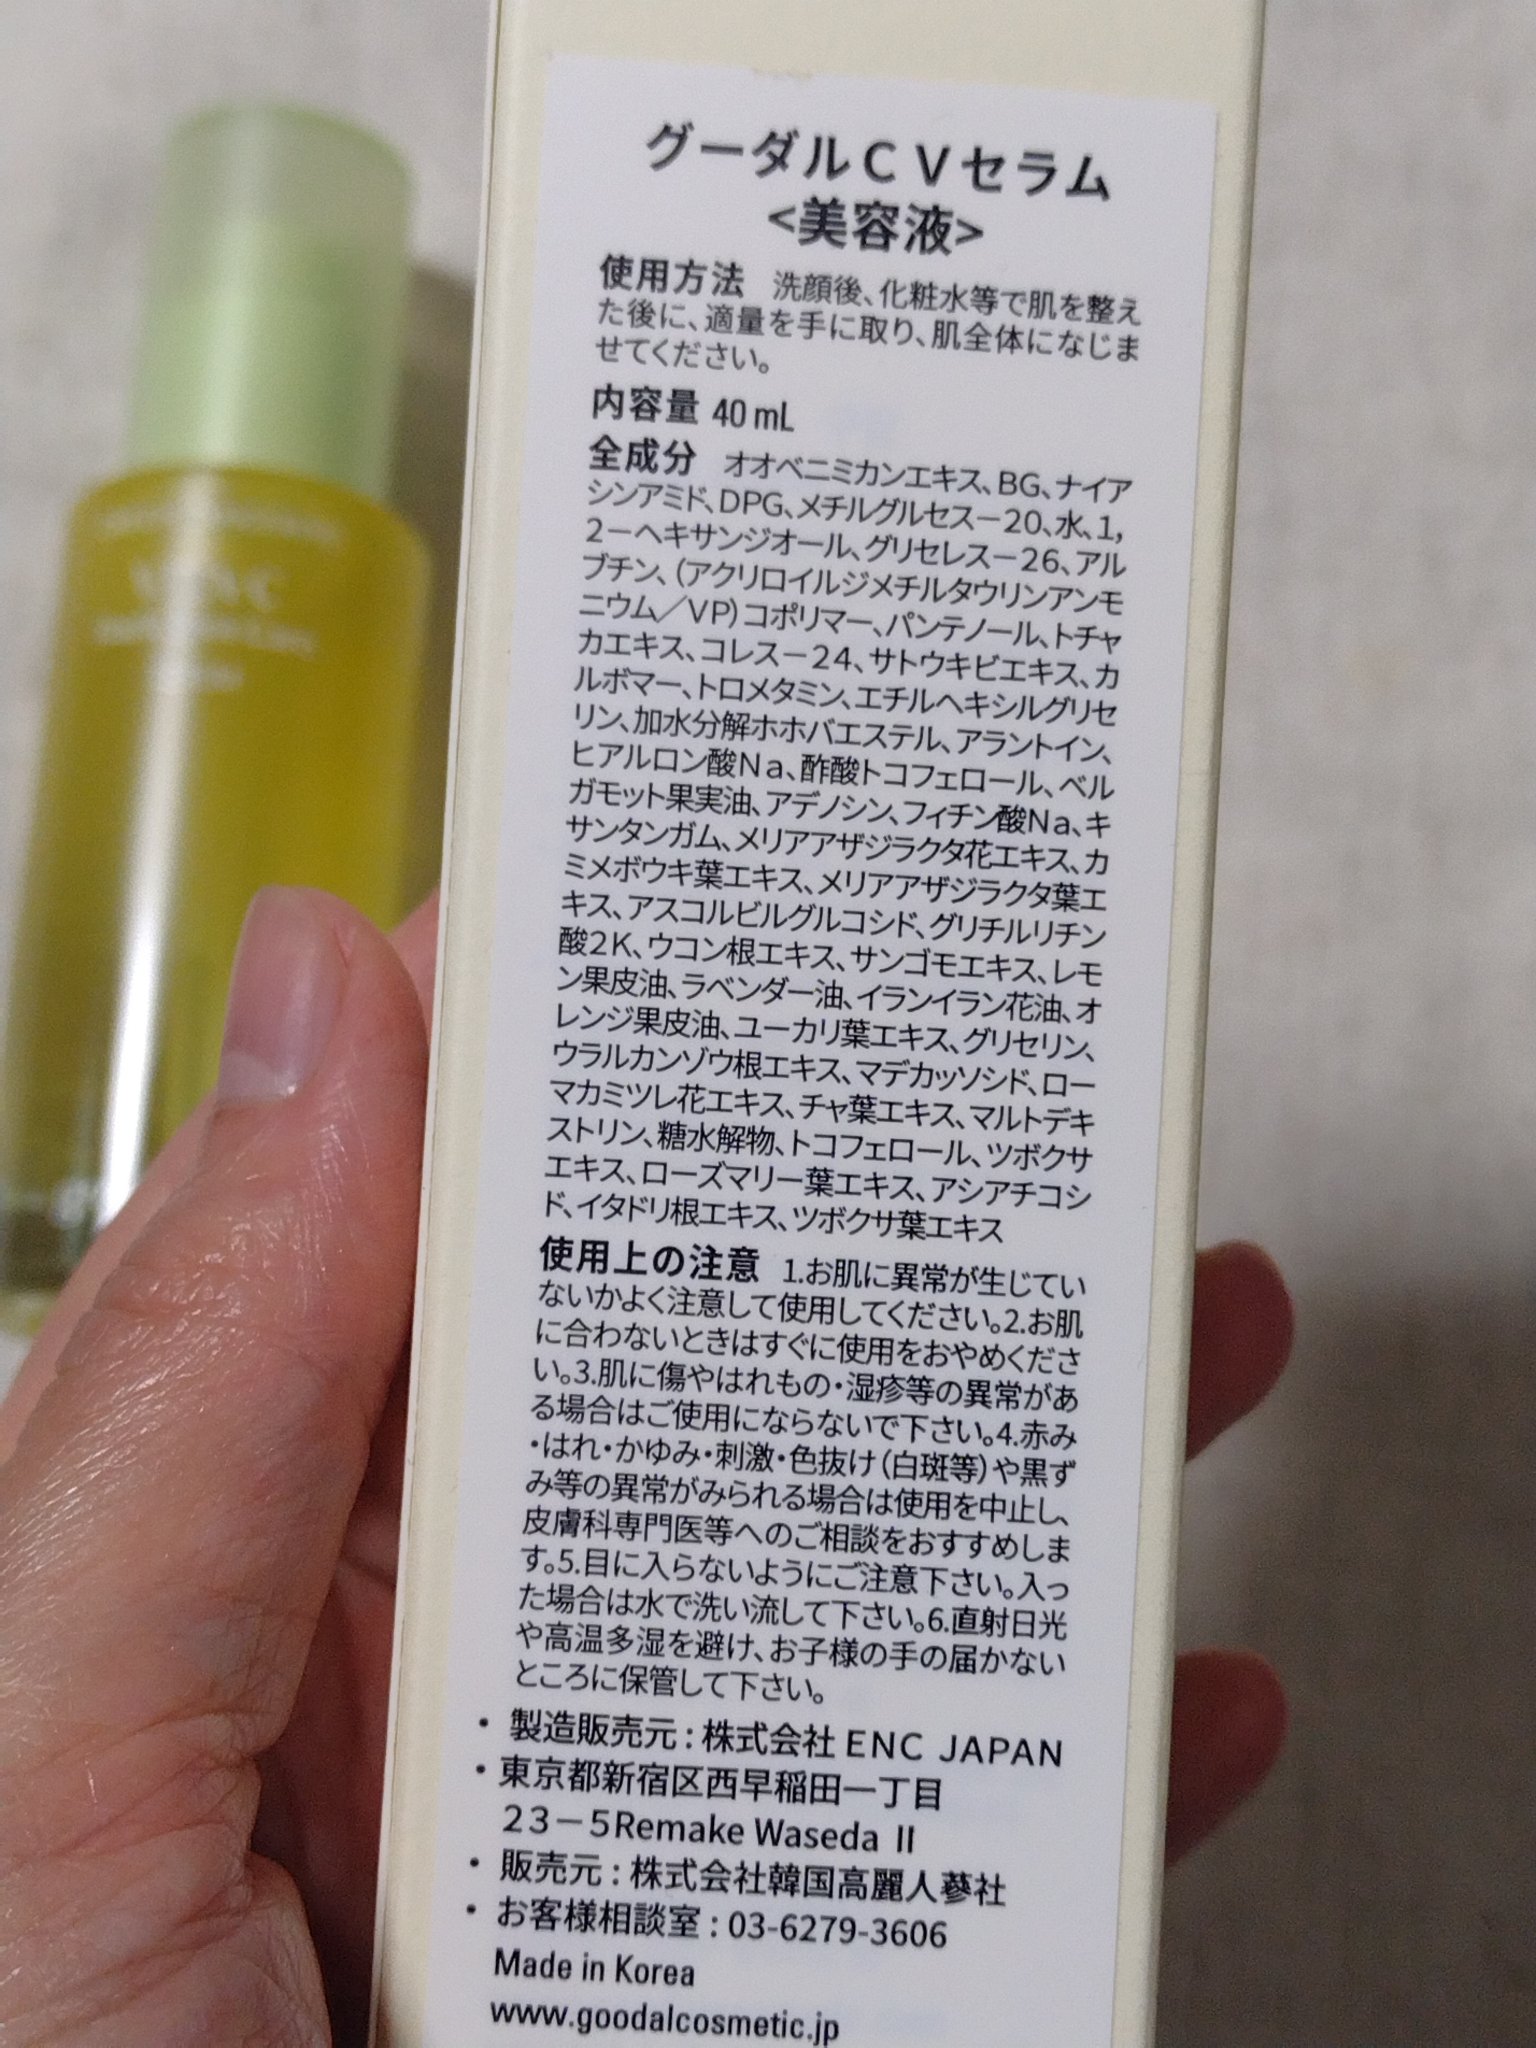 グーダルCVセラム
<美容液>
使用方法 洗顔後、化粧水等で肌を整え
た後に、適量を手に取り、肌全体になじま
せてください。
内容量 40 mL
全成分 オオベニミカンエキス、BG、ナイア
シンアミド、DPG、メチルグルセスー20、水、1,
2ーヘキサンジオール、グリセレスー26、アル
ブチン、(アクリロイルジメチルタウリンアンモ
ニウム／VP)コポリマー、パンテノール、トチャ
カエキス、コレスー24、サトウキビエキス、カ
ルボマー、トロメタミン、エチルヘキシルグリセ
リン、加水分解ホホバエステル、アラントイン、
ヒアルロン酸Na、酢酸トコフェロール、ベル
ガモット果実油、アデノシン、フィチン酸Na、キ
サンタンガム、メリアアザジラクタ花エキス、カ
ミメボウキ葉エキス、メリアアザジラクタ葉エ
キス、アスコルビルグルコシド、グリチルリチン
酸2K、ウコン根エキス、サンゴモエキス、レモ
ン果皮油、ラベンダー油、イランイラン花油、オ
レンジ果皮油、ユーカリ葉エキス、グリセリン、
ウラルカンゾウ根エキス、マデカッソシド、ロー
マカミツレ花エキス、チャ葉エキス、マルトデキ
ストリン、糖水解物、トコフェロール、ツボクサ
エキス、ローズマリー葉エキス、アシアチコシ
ド、イタドリ根エキス、ツボクサ葉エキス
使用上の注意 1.お肌に異常が生じてい
ないかよく注意して使用してください。2.お肌
に合わないときはすぐに使用をおやめくださ
い。3.肌に傷やはれもの・湿疹等の異常があ
る場合はご使用にならないで下さい。4.赤み
・はれ・かゆみ・刺激・色抜け(白斑等)や黒ず
み等の異常がみられる場合は使用を中止し、
皮膚科専門医等へのご相談をおすすめしま
す。5.目に入らないようにご注意下さい。入っ
た場合は水で洗い流して下さい。6.直射日光
や高温多湿を避け、お子様の手の届かない
ところに保管して下さい。
・製造販売元：株式会社 ENC JAPAN
・東京都新宿区西早稲田一丁目
23－5Remake Waseda II
・販売元：株式会社韓国高麗人蔘社
・お客様相談室：03-6279-3606
Made in Korea
www.goodalcosmetic.jp